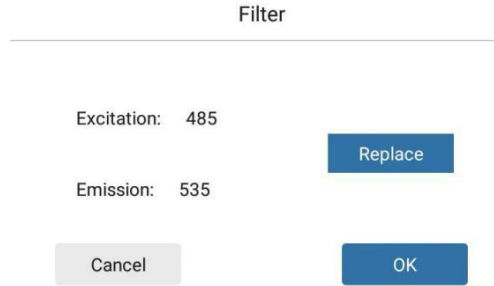 Filter
Excitation: 485
Replace
Emission: 535
Cancel OK